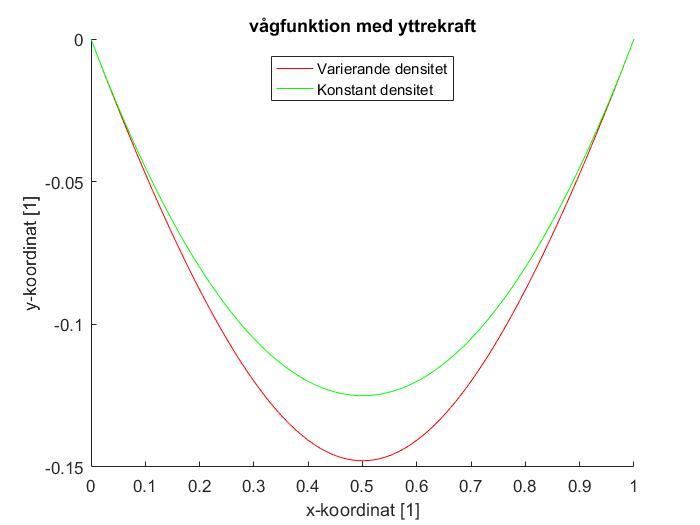 vågfunktion med yttrekraft
Varierande densitet
Konstant densitet
y-koordinat [1]
0
-0.05
-0.1
-0.15
0 0.1 0.2 0.3 0.4 0.5 0.6 0.7 0.8 0.9 1
x-koordinat [1]